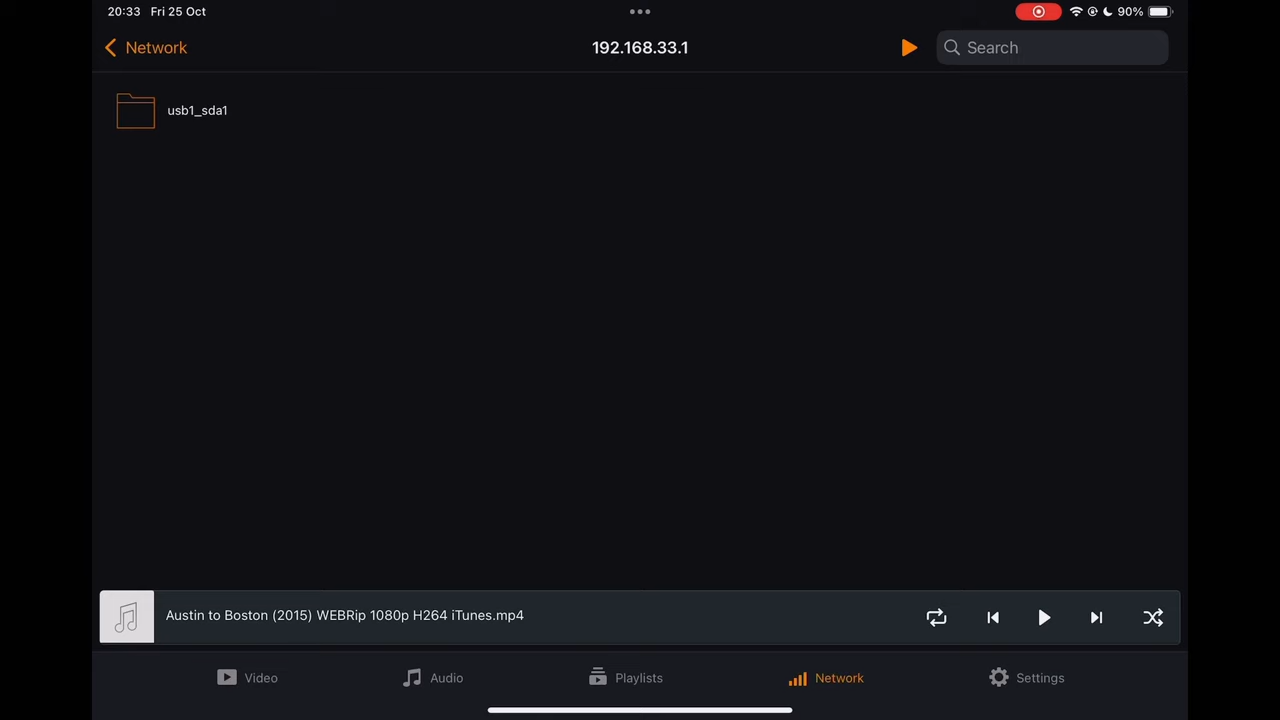 20:33 Fri 25 Oct
90%
Network
192.168.33.1
Search
usb1_sda1
Austin to Boston (2015) WEBRip 1080p H264 iTunes.mp4
Video
Audio
Playlists
Network
Settings